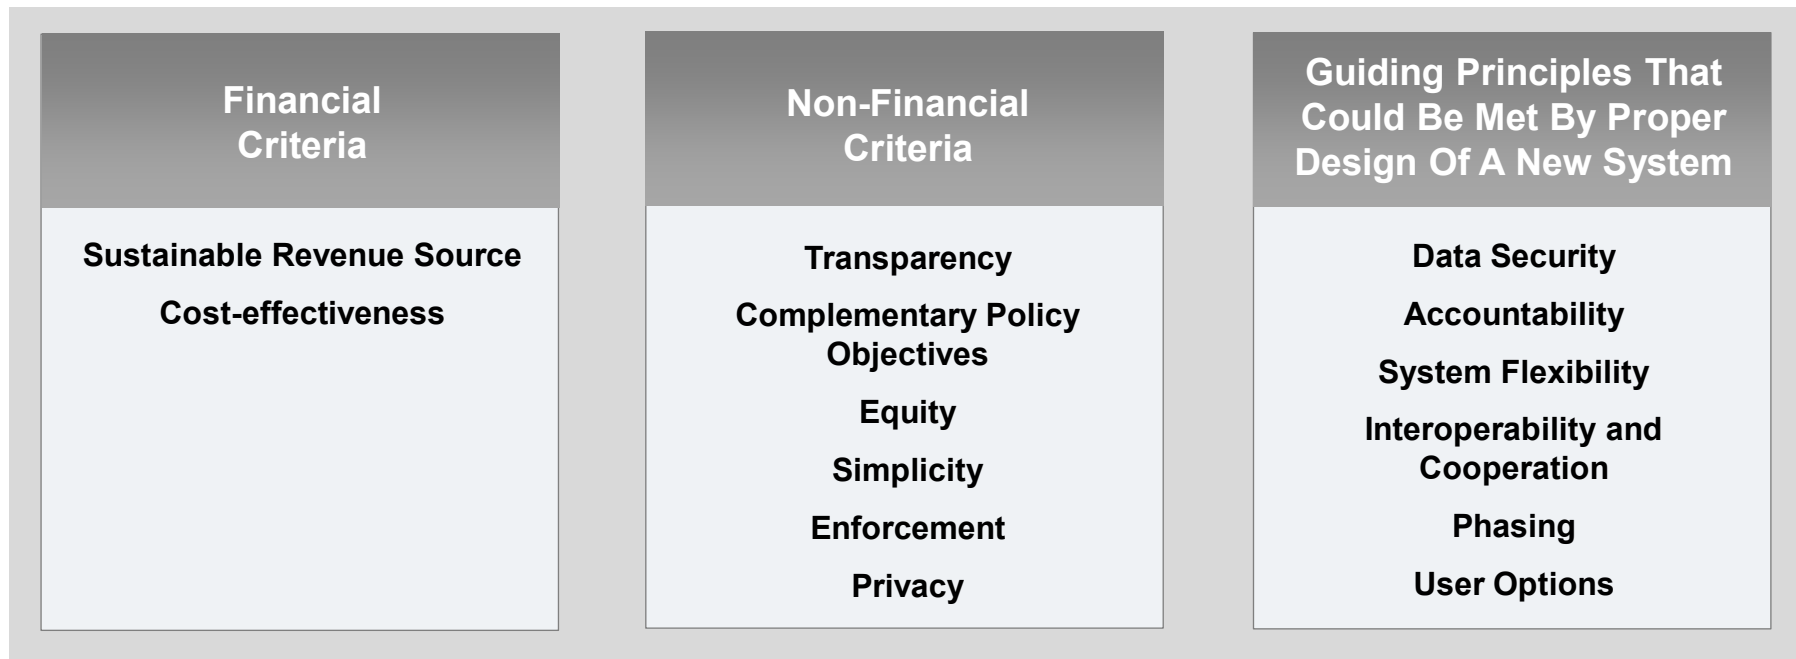 Financial
Criteria
Sustainable Revenue Source
Cost-effectiveness
Non-Financial
Criteria
Transparency
Complementary Policy
Objectives
Equity
Simplicity
Enforcement
Privacy
Guiding Principles That
Could Be Met By Proper
Design Of A New System
Data Security
Accountability
System Flexibility
Interoperability and
Cooperation
Phasing
User Options